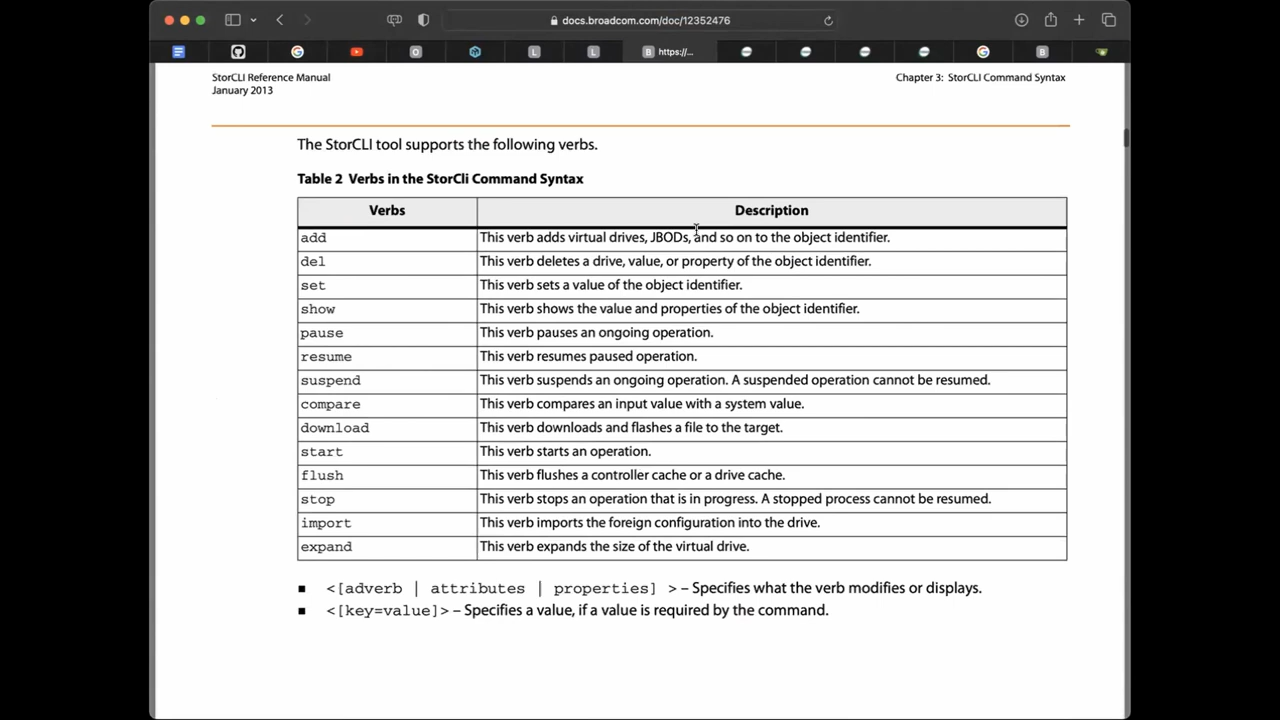 docs.broadcom.com/doc/12352476
https://...
StorCLI Reference Manual
January 2013
Chapter 3: StorCLI Command Syntax
The StorCLI tool supports the following verbs.
Table 2 Verbs in the StorCli Command Syntax
Verbs Description
add This verb adds virtual drives, JBODs, and so on to the object identifier.
del This verb deletes a drive, value, or property of the object identifier.
set This verb sets a value of the object identifier.
show This verb shows the value and properties of the object identifier.
pause This verb pauses an ongoing operation.
resume This verb resumes paused operation.
suspend This verb suspends an ongoing operation. A suspended operation cannot be resumed.
compare This verb compares an input value with a system value.
download This verb downloads and flashes a file to the target.
start This verb starts an operation.
flush This verb flushes a controller cache or a drive cache.
stop This verb stops an operation that is in progress. A stopped process cannot be resumed.
import This verb imports the foreign configuration into the drive.
expand This verb expands the size of the virtual drive.
■ <[adverb | attributes | properties] > – Specifies what the verb modifies or displays.
■ <[key=value]> – Specifies a value, if a value is required by the command.